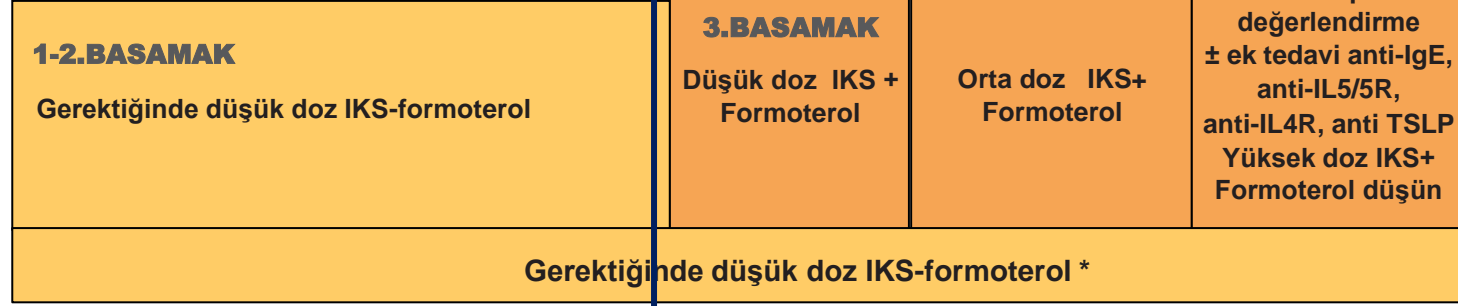 1-2.BASAMAK
Gerektiğinde düşük doz IKS-formoterol
3.BASAMAK
Düşük doz IKS +
Formoterol
Orta doz IKS+
Formoterol
değerlendirme
± ek tedavi anti-IgE,
anti-IL5/5R,
anti-IL4R, anti TSLP
Yüksek doz IKS+
Formoterol düşün
Gerektiğinde düşük doz IKS-formoterol *